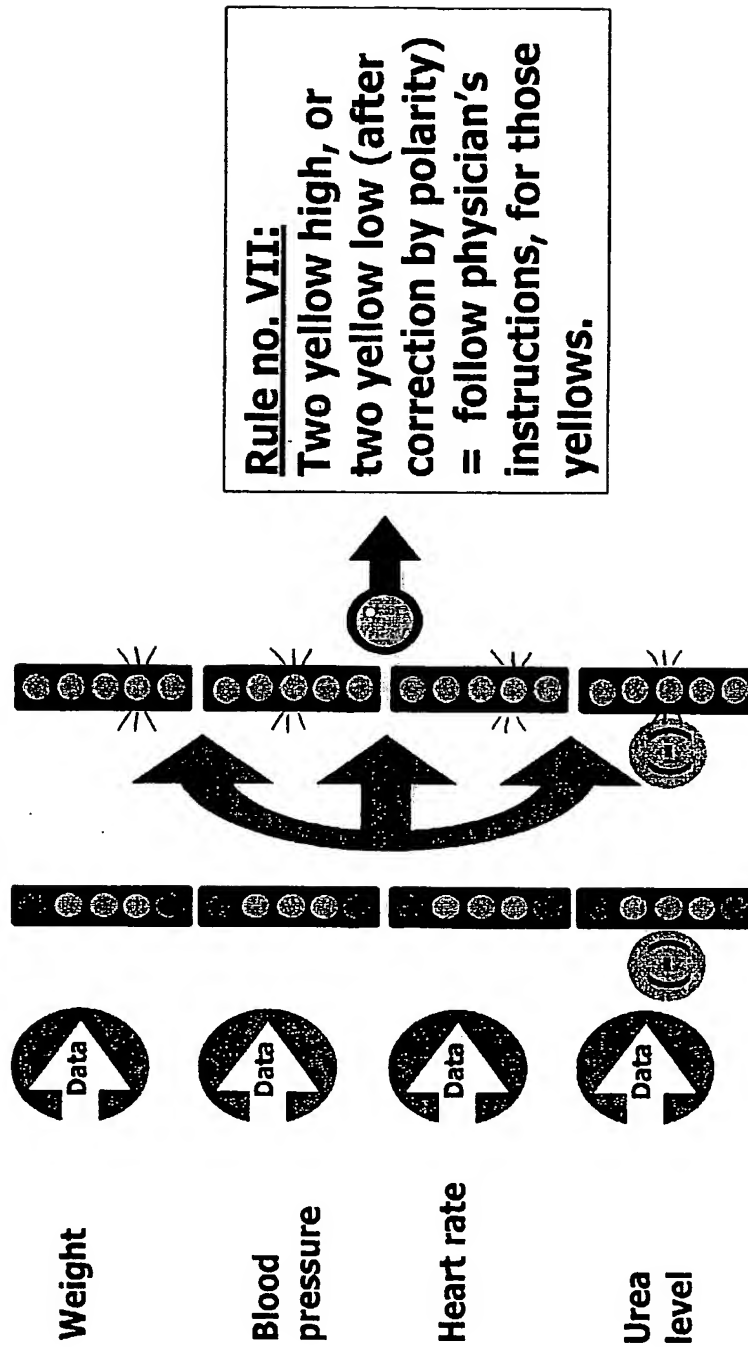 Weight
Data
Blood
pressure
Data
Heart rate
Data
Urea
level
Data
Rule no. VII:
Two yellow high, or
two yellow low (after
correction by polarity)
= follow physician's
instructions, for those
yellows.